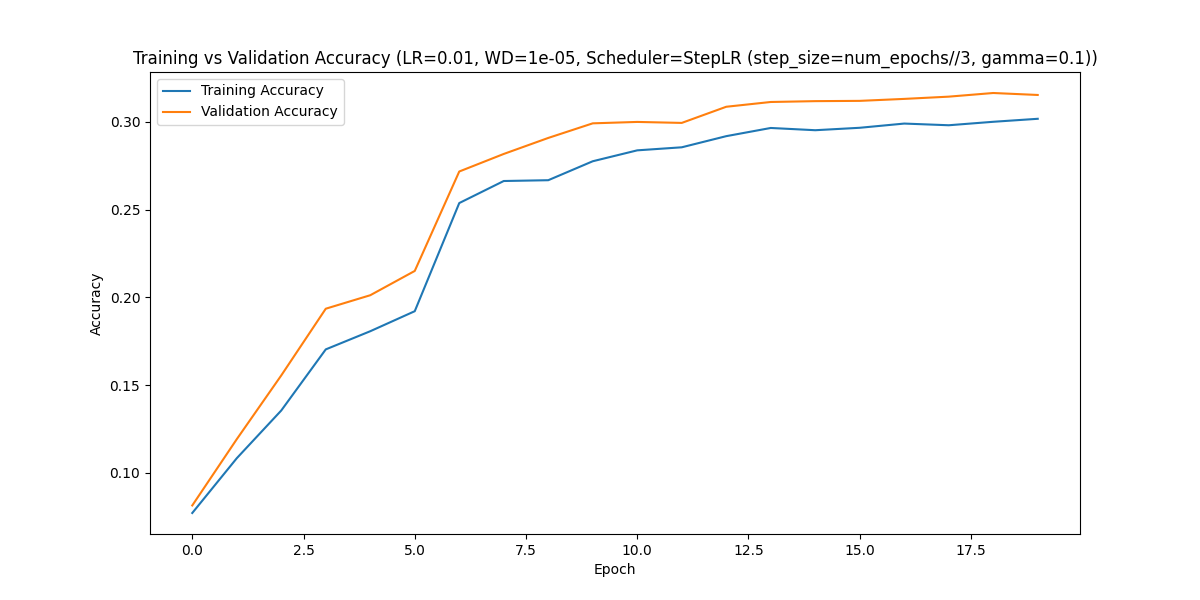 Training vs Validation Accuracy (LR=0.01, WD=1e-05, Scheduler=StepLR (step_size=num_epochs//3, gamma=0.1))
Training Accuracy
Validation Accuracy
0.30
0.25
0.20
0.15
0.10
Accuracy
0.0 2.5 5.0 7.5 10.0 12.5 15.0 17.5
Epoch